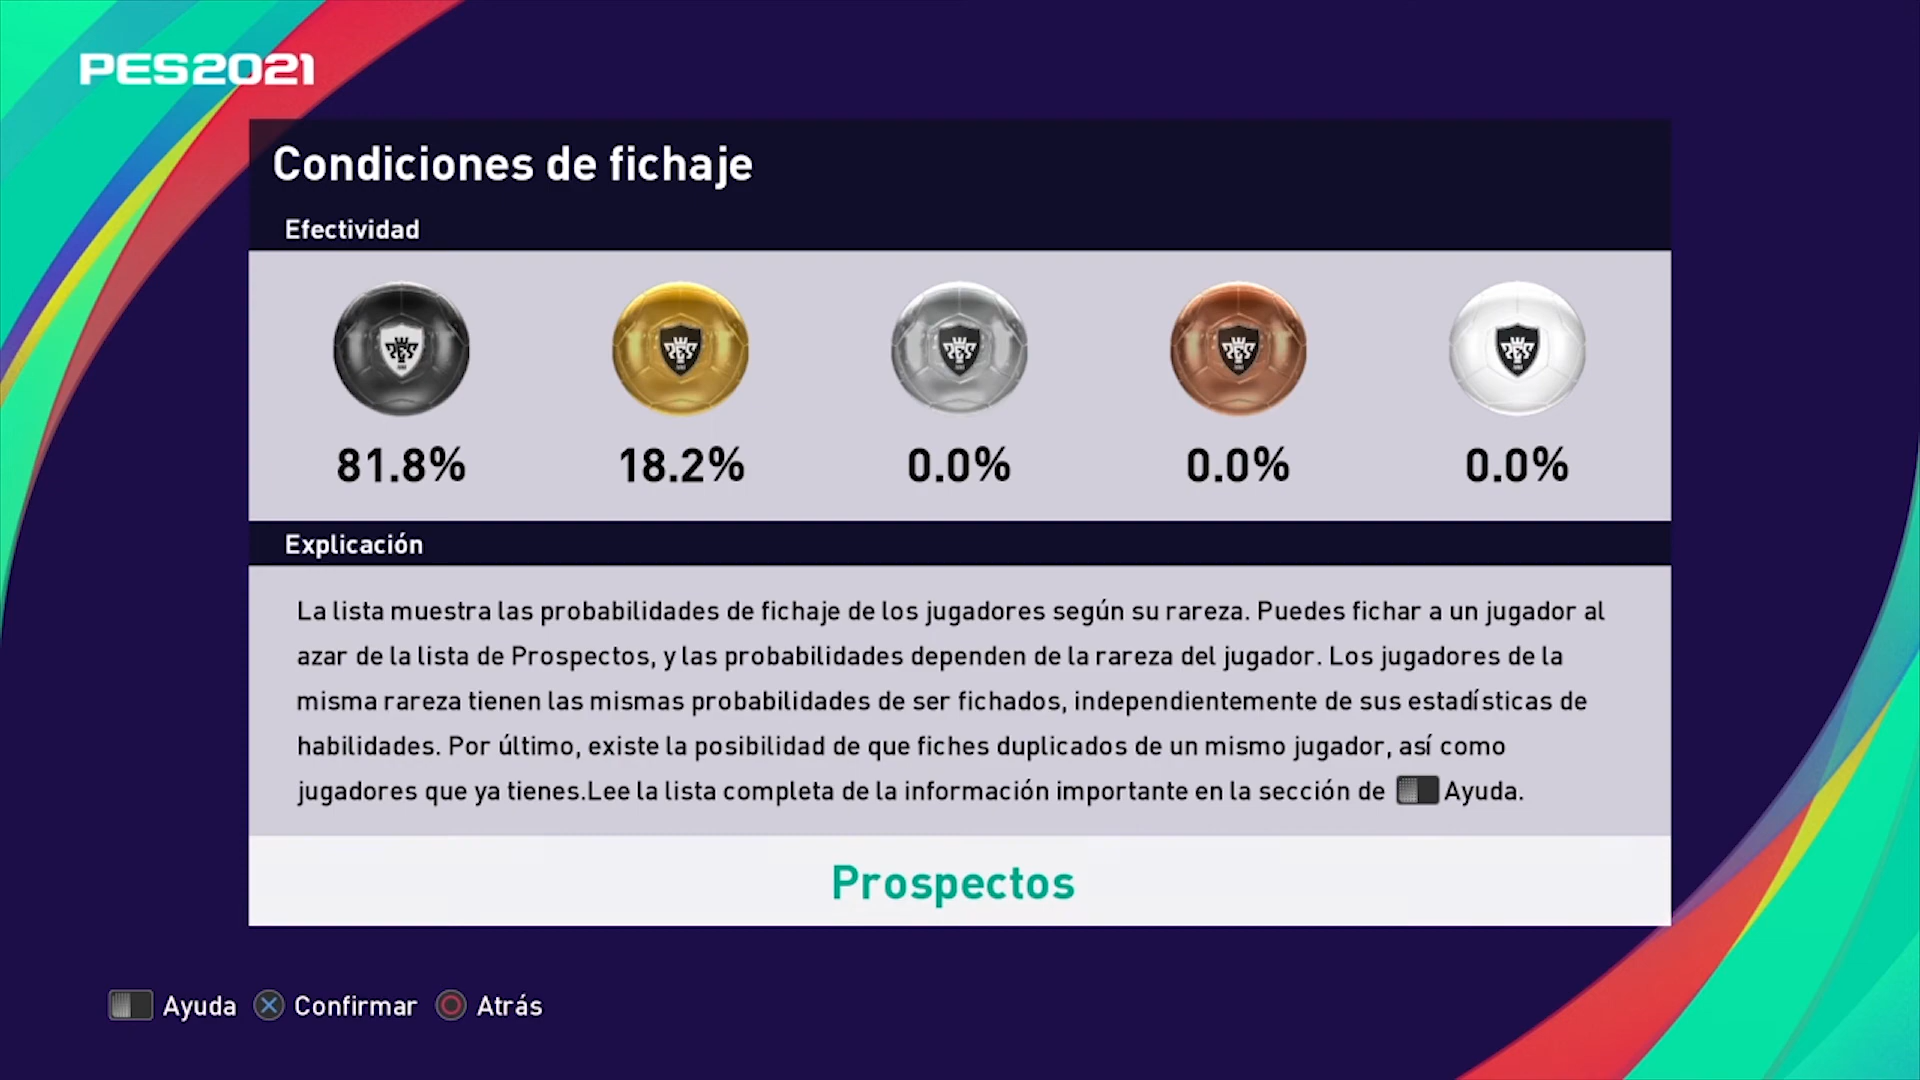 PES2021
Condiciones de fichaje
Efectividad
81.8% 18.2% 0.0% 0.0% 0.0%
Explicación
La lista muestra las probabilidades de fichaje de los jugadores según su rareza. Puedes fichar a un jugador al
azar de la lista de Prospectos, y las probabilidades dependen de la rareza del jugador. Los jugadores de la
misma rareza tienen las mismas probabilidades de ser fichados, independientemente de sus estadísticas de
habilidades. Por último, existe la posibilidad de que fiches duplicados de un mismo jugador, así como
jugadores que ya tienes.Lee la lista completa de la información importante en la sección de Ayuda.
Prospectos
Ayuda Confirmar Atrás